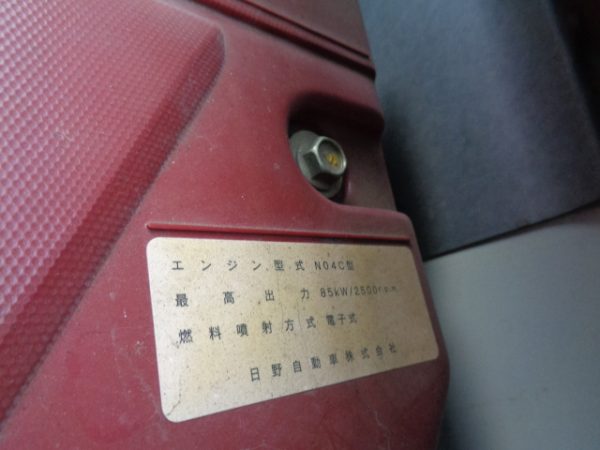 エンジン型式 N04C型
最高出力 85kW/2500r.p.m
燃料噴射方式 電子式
日野自動車株式会社